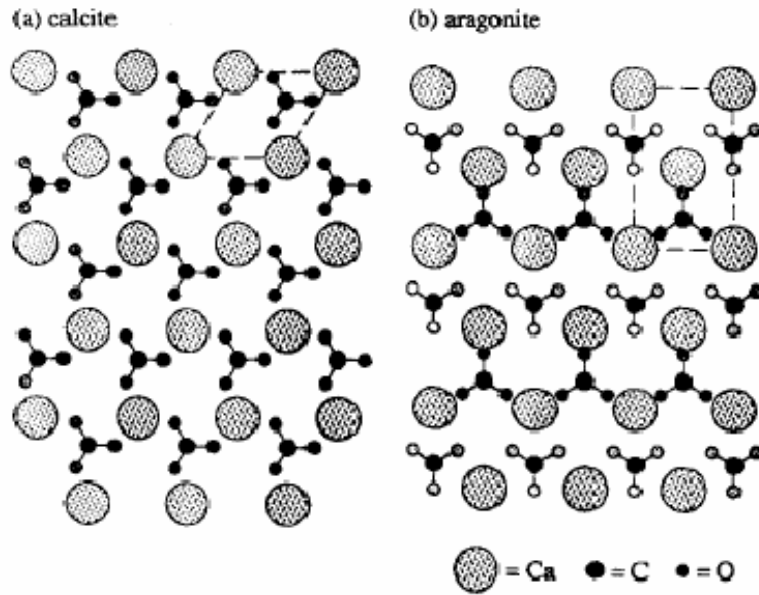 (a) calcite
(b) aragonite
= Ca = C = O